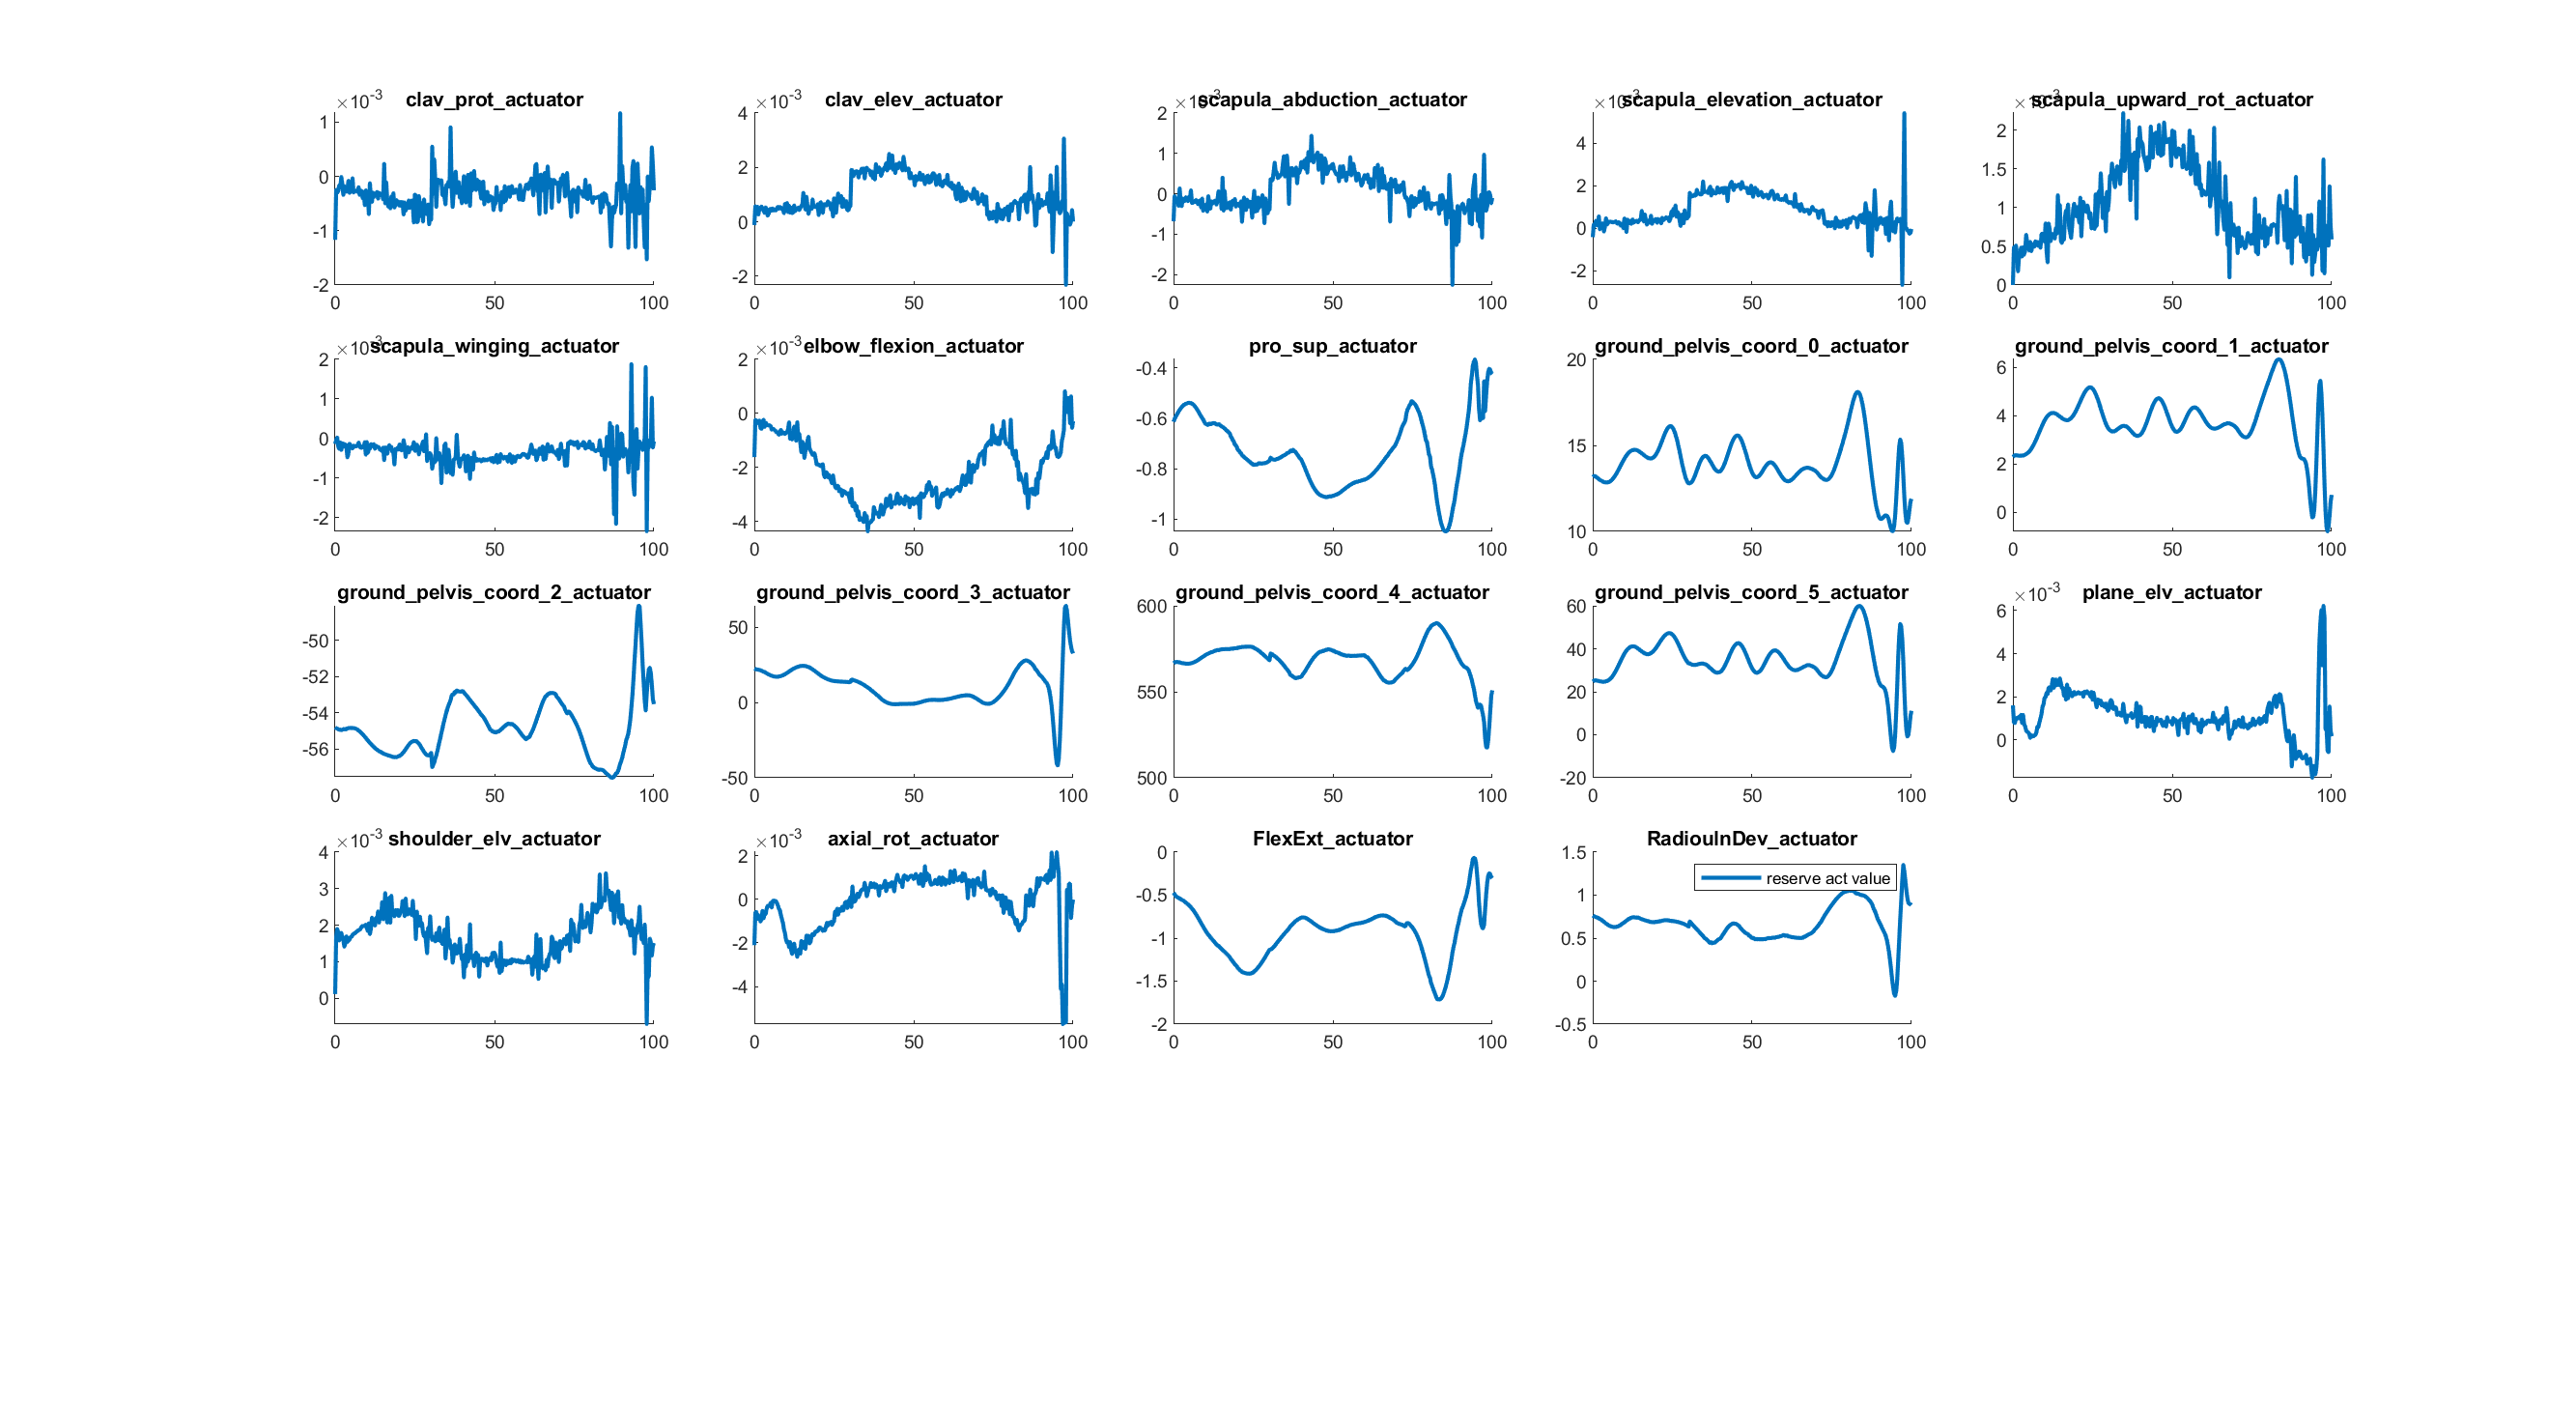 ×10-3 clav_prot_actuator
1
0
-1
-2
0 50 100
×10-3 clav_elev_actuator
4
2
0
-2
0 50 100
×10-3 scapula_abduction_actuator
2
1
0
-1
-2
0 50 100
×10-3 scapula_elevation_actuator
4
2
0
-2
0 50 100
×10-3 scapula_upward_rot_actuator
2
1.5
1
0.5
0
0 50 100
×10-3 scapula_winging_actuator
2
1
0
-1
-2
0 50 100
×10-3 elbow_flexion_actuator
2
0
-2
-4
0 50 100
pro_sup_actuator
-0.4
-0.6
-0.8
-1
0 50 100
ground_pelvis_coord_0_actuator
20
15
10
0 50 100
ground_pelvis_coord_1_actuator
6
4
2
0
0 50 100
ground_pelvis_coord_2_actuator
-50
-52
-54
-56
0 50 100
ground_pelvis_coord_3_actuator
50
0
-50
0 50 100
ground_pelvis_coord_4_actuator
600
550
500
0 50 100
ground_pelvis_coord_5_actuator
60
40
20
0
-20
0 50 100
×10-3 plane_elv_actuator
6
4
2
0
0 50 100
×10-3 shoulder_elv_actuator
4
3
2
1
0
0 50 100
×10-3 axial_rot_actuator
2
0
-2
-4
0 50 100
FlexExt_actuator
0
-0.5
-1
-1.5
-2
0 50 100
RadioulnDev_actuator
1.5
reserve act value
1
0.5
0
-0.5
0 50 100